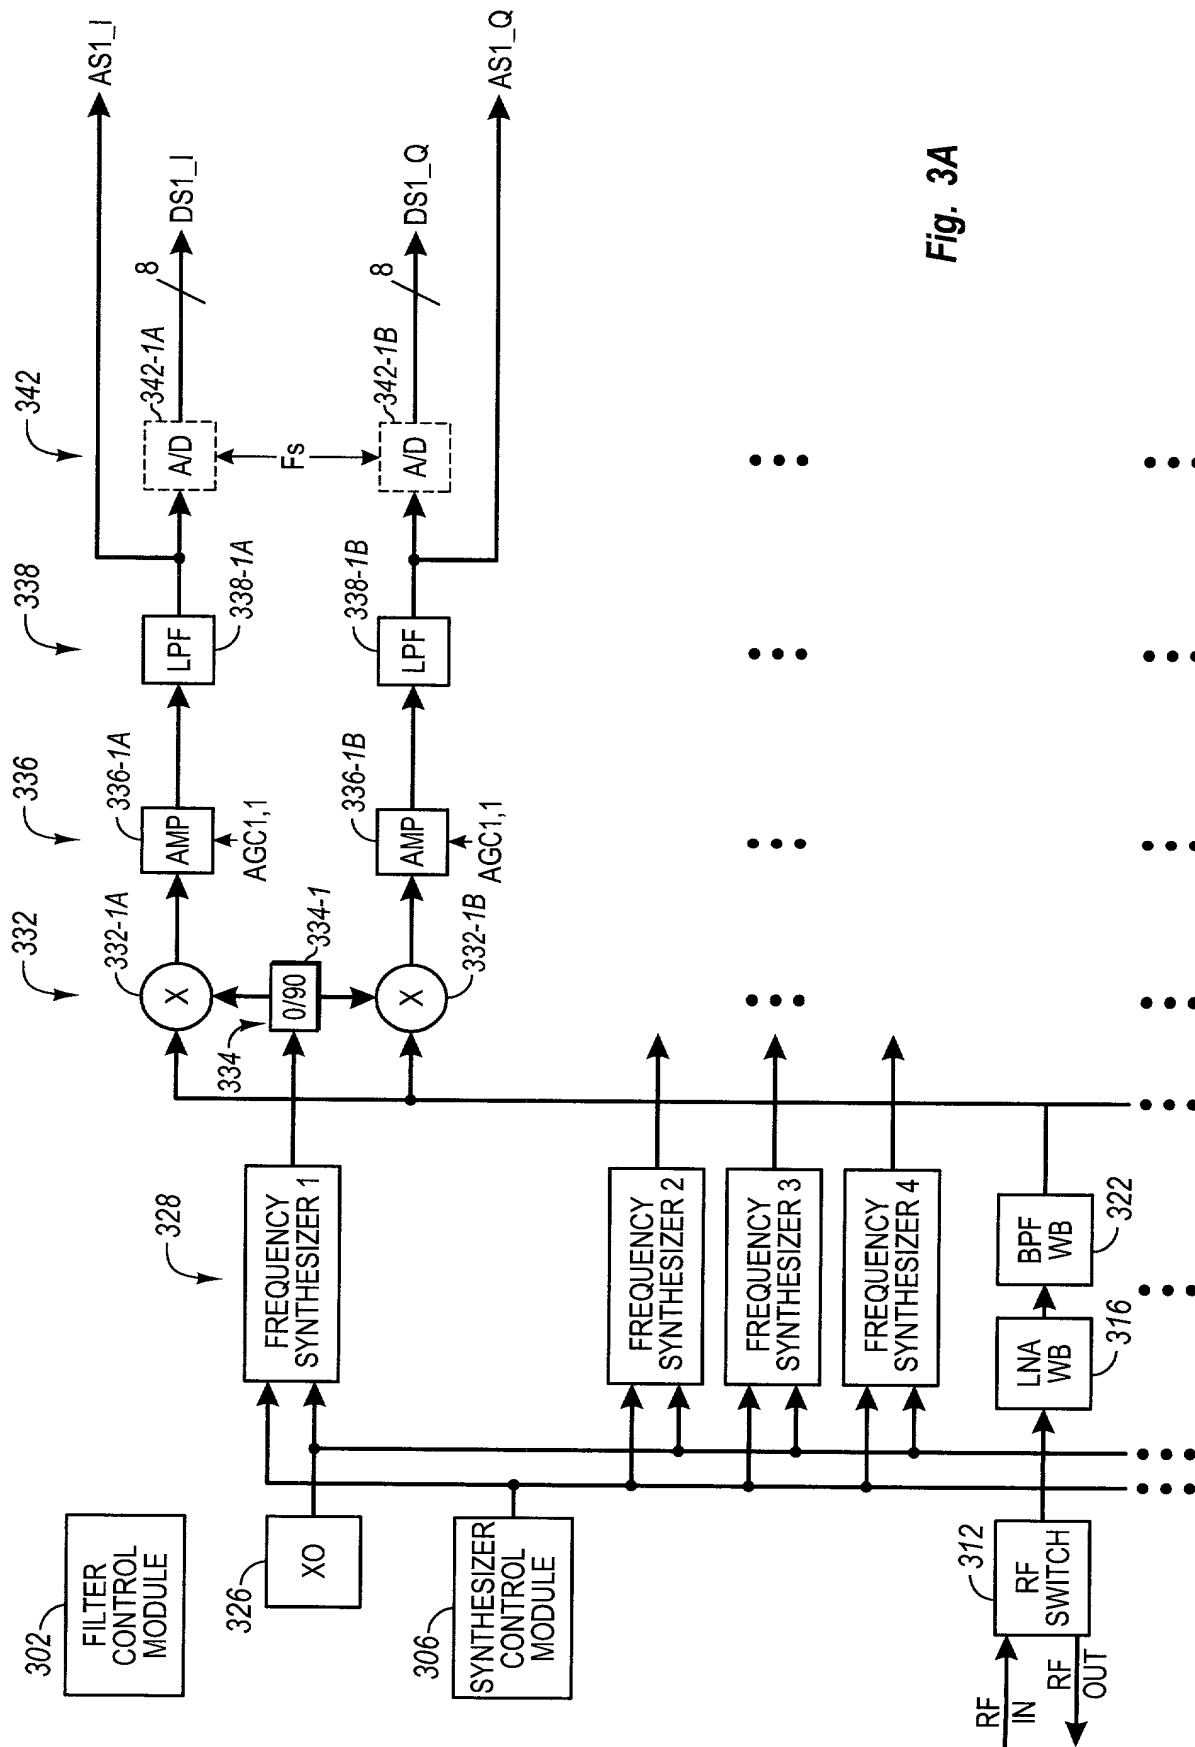 302
FILTER
CONTROL
MODULE
326
XO
306
SYNTHESIZER
CONTROL
MODULE
RF
IN
RF
OUT
312
RF
SWITCH
328
FREQUENCY
SYNTHESIZER 1
FREQUENCY
SYNTHESIZER 2
FREQUENCY
SYNTHESIZER 3
FREQUENCY
SYNTHESIZER 4
LNA
WB
316
BPF
WB
322
332
332-1A
X
334
0/90
334-1
X
332-1B
336
336-1A
AMP
AGC1,1
336-1B
AMP
AGC1,1
338
LPF
338-1A
338-1B
LPF
342
342-1A
A/D
Fs
342-1B
A/D
8
8
AS1_I
DS1_I
DS1_Q
AS1_Q
Fig. 3A